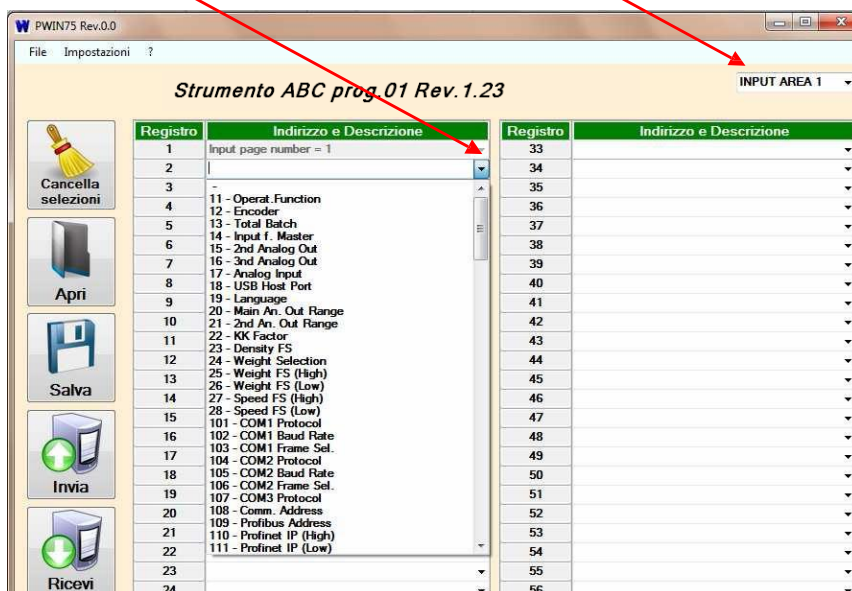 PWIN75 Rev.0.0
File Impostazioni ?
Strumento ABC prog.01 Rev.1.23
INPUT AREA 1
Cancella
selezioni
Apri
Salva
Invia
Ricevi
Registro Indirizzo e Descrizione
1 Input page number = 1
2
3
4
5
6
7
8
9
10
11
12
13
14
15
16
17
18
19
20
21
22
23
24
-
11 - Operat.Function
12 - Encoder
13 - Total Batch
14 - Input f. Master
15 - 2nd Analog Out
16 - 3nd Analog Out
17 - Analog Input
18 - USB Host Port
19 - Language
20 - Main An. Out Range
21 - 2nd An. Out Range
22 - KK Factor
23 - Density FS
24 - Weight Selection
25 - Weight FS (High)
26 - Weight FS (Low)
27 - Speed FS (High)
28 - Speed FS (Low)
101 - COM1 Protocol
102 - COM1 Baud Rate
103 - COM1 Frame Sel.
104 - COM2 Protocol
105 - COM2 Baud Rate
106 - COM2 Frame Sel.
107 - COM3 Protocol
108 - Comm. Address
109 - Profibus Address
110 - Profinet IP (High)
111 - Profinet IP (Low)
Registro Indirizzo e Descrizione
33
34
35
36
37
38
39
40
41
42
43
44
45
46
47
48
49
50
51
52
53
54
55
56